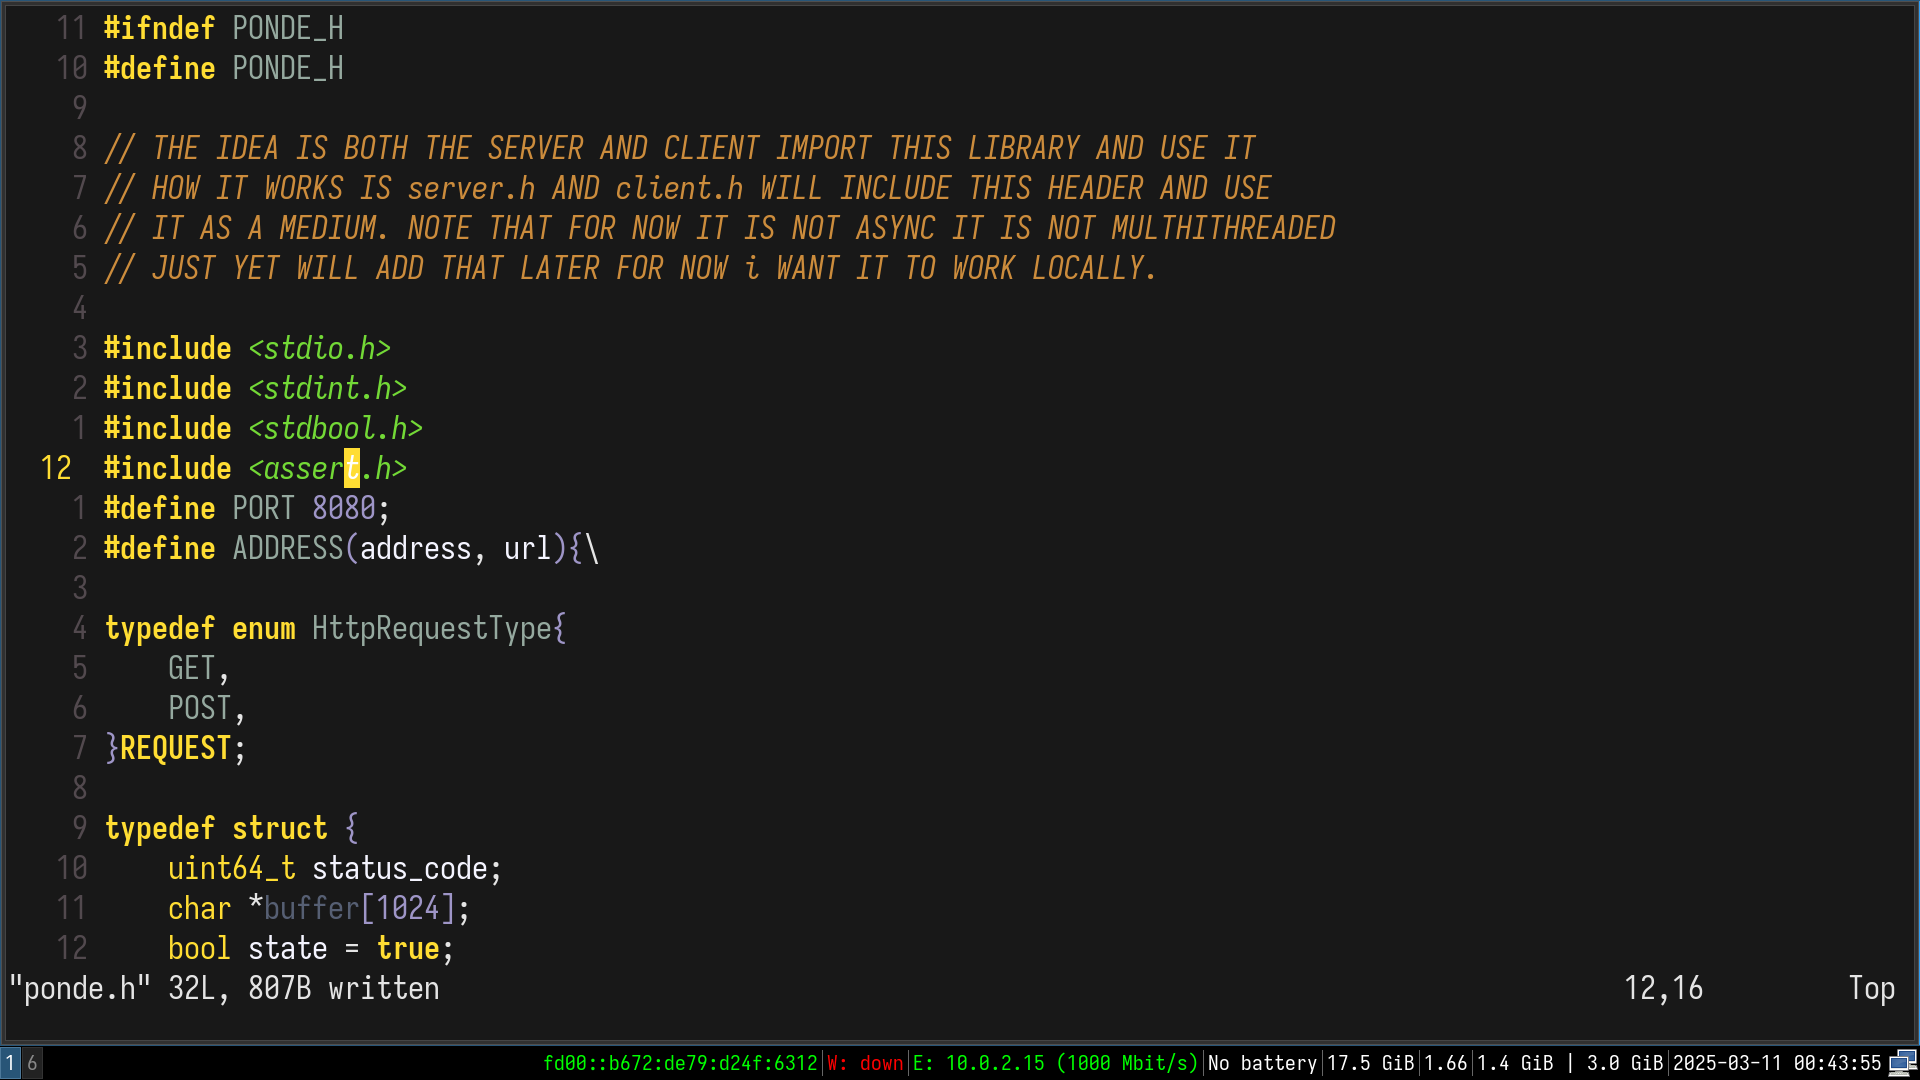 11 #ifndef PONDE_H
10 #define PONDE_H
9
8 // THE IDEA IS BOTH THE SERVER AND CLIENT IMPORT THIS LIBRARY AND USE IT
7 // HOW IT WORKS IS server.h AND client.h WILL INCLUDE THIS HEADER AND USE
6 // IT AS A MEDIUM. NOTE THAT FOR NOW IT IS NOT ASYNC IT IS NOT MULTHITHREADED
5 // JUST YET WILL ADD THAT LATER FOR NOW i WANT IT TO WORK LOCALLY.
4
3 #include <stdio.h>
2 #include <stdint.h>
1 #include <stdbool.h>
12 #include <assert.h>
1 #define PORT 8080;
2 #define ADDRESS(address, url){\
3
4 typedef enum HttpRequestType{
5     GET,
6     POST,
7 }REQUEST;
8
9 typedef struct {
10     uint64_t status_code;
11     char *buffer[1024];
12     bool state = true;
"ponde.h" 32L, 807B written 12,16 Top
1 6 fd00::b672:de79:d24f:6312|W: down|E: 10.0.2.15 (1000 Mbit/s)|No battery|17.5 GiB|1.66|1.4 GiB | 3.0 GiB|2025-03-11 00:43:55